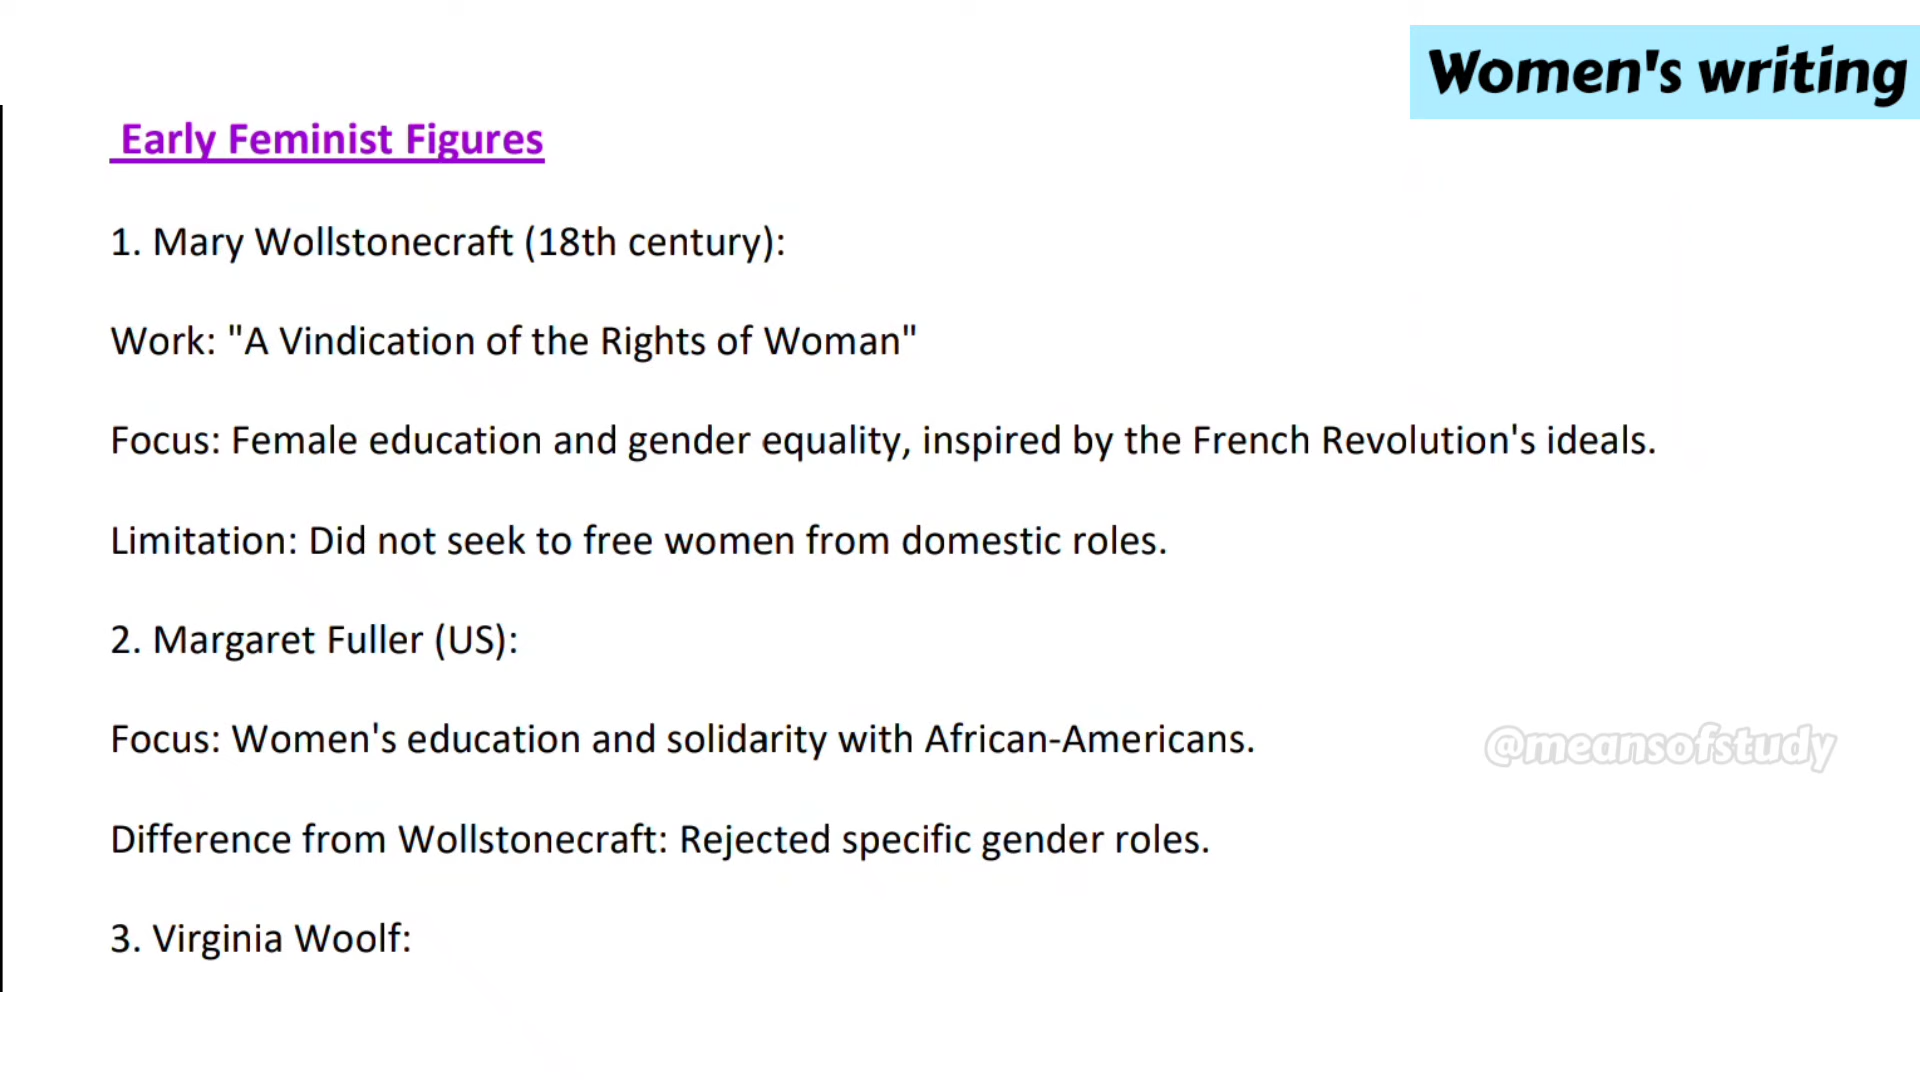 Women's writing
Early Feminist Figures
1. Mary Wollstonecraft (18th century):
Work: "A Vindication of the Rights of Woman"
Focus: Female education and gender equality, inspired by the French Revolution's ideals.
Limitation: Did not seek to free women from domestic roles.
2. Margaret Fuller (US):
Focus: Women's education and solidarity with African-Americans.
@meansofstudy
Difference from Wollstonecraft: Rejected specific gender roles.
3. Virginia Woolf: